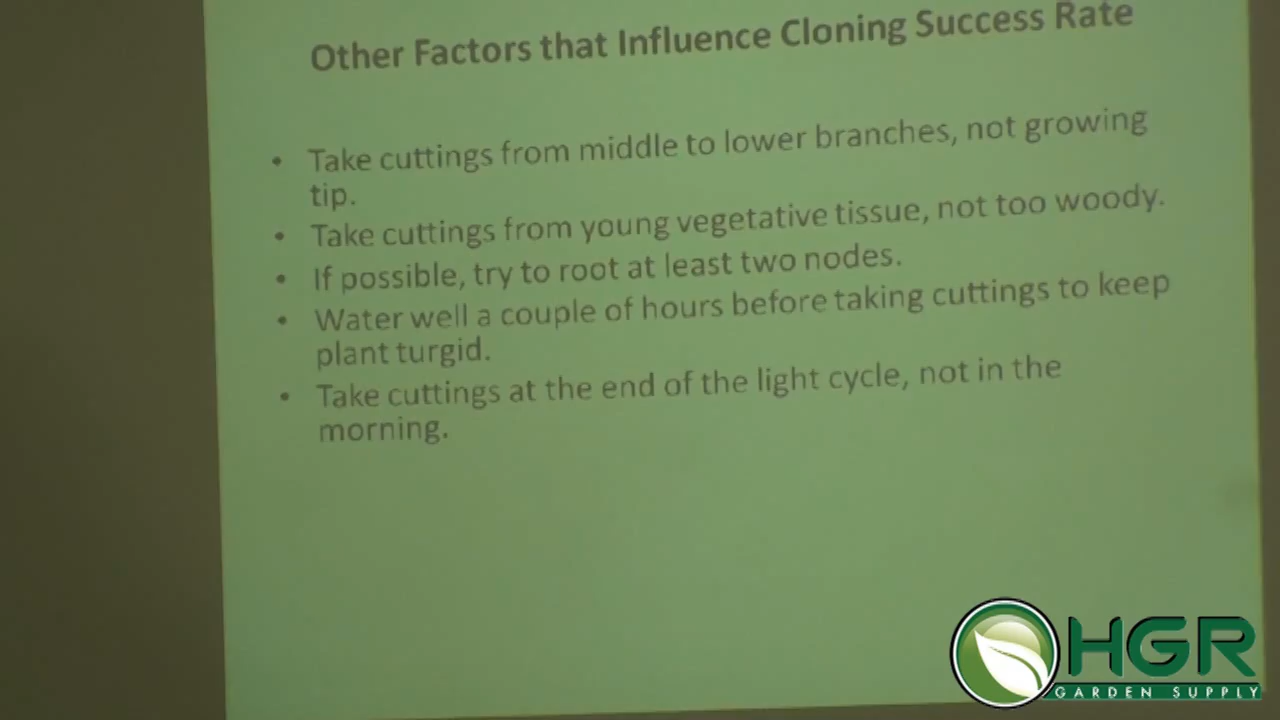 Other Factors that Influence Cloning Success Rate
• Take cuttings from middle to lower branches, not growing
tip.
• Take cuttings from young vegetative tissue, not too woody.
• If possible, try to root at least two nodes.
• Water well a couple of hours before taking cuttings to keep
plant turgid.
• Take cuttings at the end of the light cycle, not in the
morning.
HGR
GARDEN SUPPLY